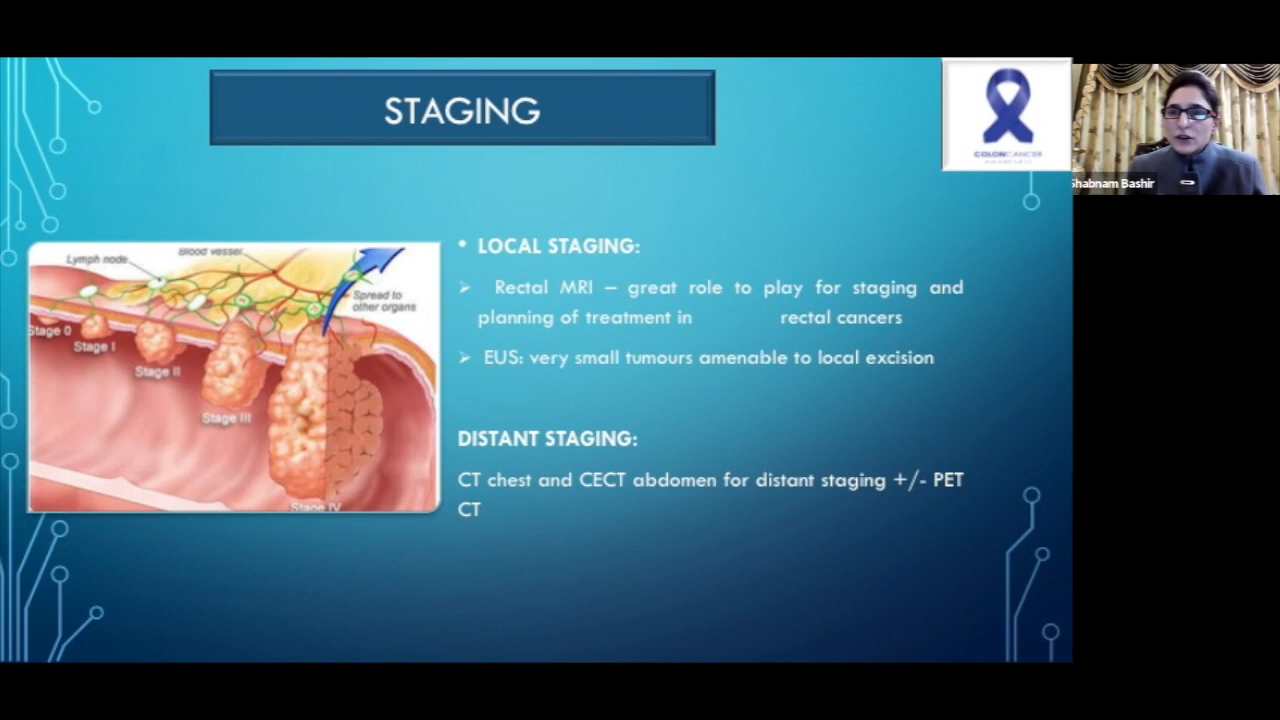 STAGING
COLONCANCER
Shabnam Bashir
Lymph node
Blood vessel
Spread to
other organs
Stage 0
Stage I
Stage II
Stage III
Stage IV
• LOCAL STAGING:
➢ Rectal MRI – great role to play for staging and
planning of treatment in rectal cancers
➢ EUS: very small tumours amenable to local excision
DISTANT STAGING:
CT chest and CECT abdomen for distant staging +/- PET
CT